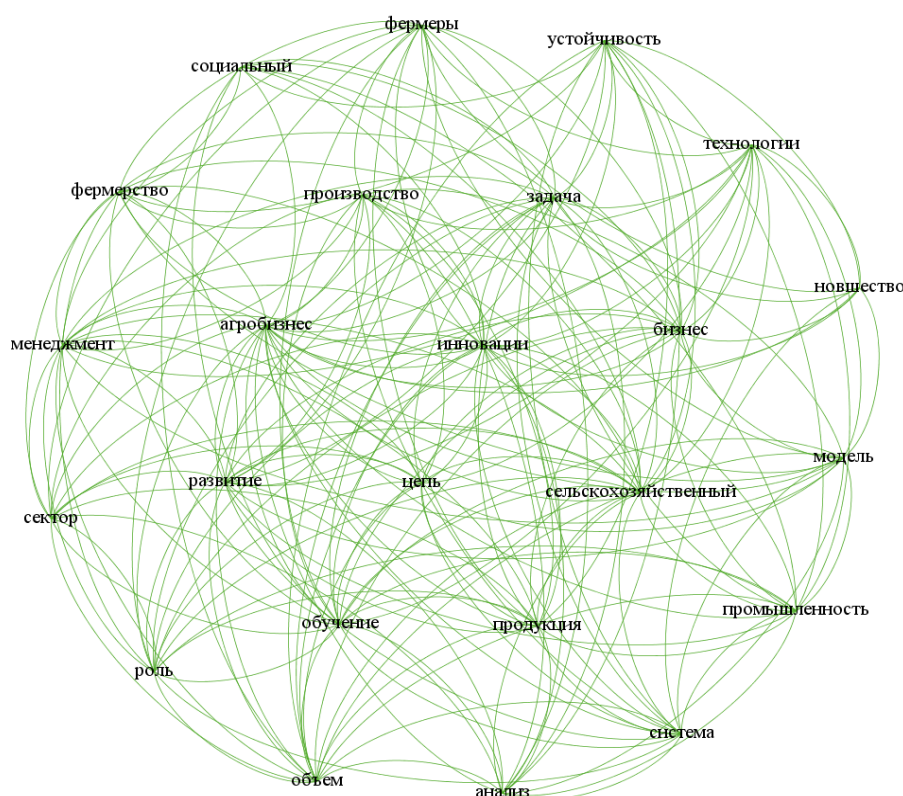 фермеры
устойчивость
социальный
технологии
фермерство
производство
задача
новшество
агробизнес
бизнес
менеджмент
инновации
модель
развитие
цепь
сельскохозяйственный
сектор
промышленность
обучение
продукция
роль
система
объем
анализ